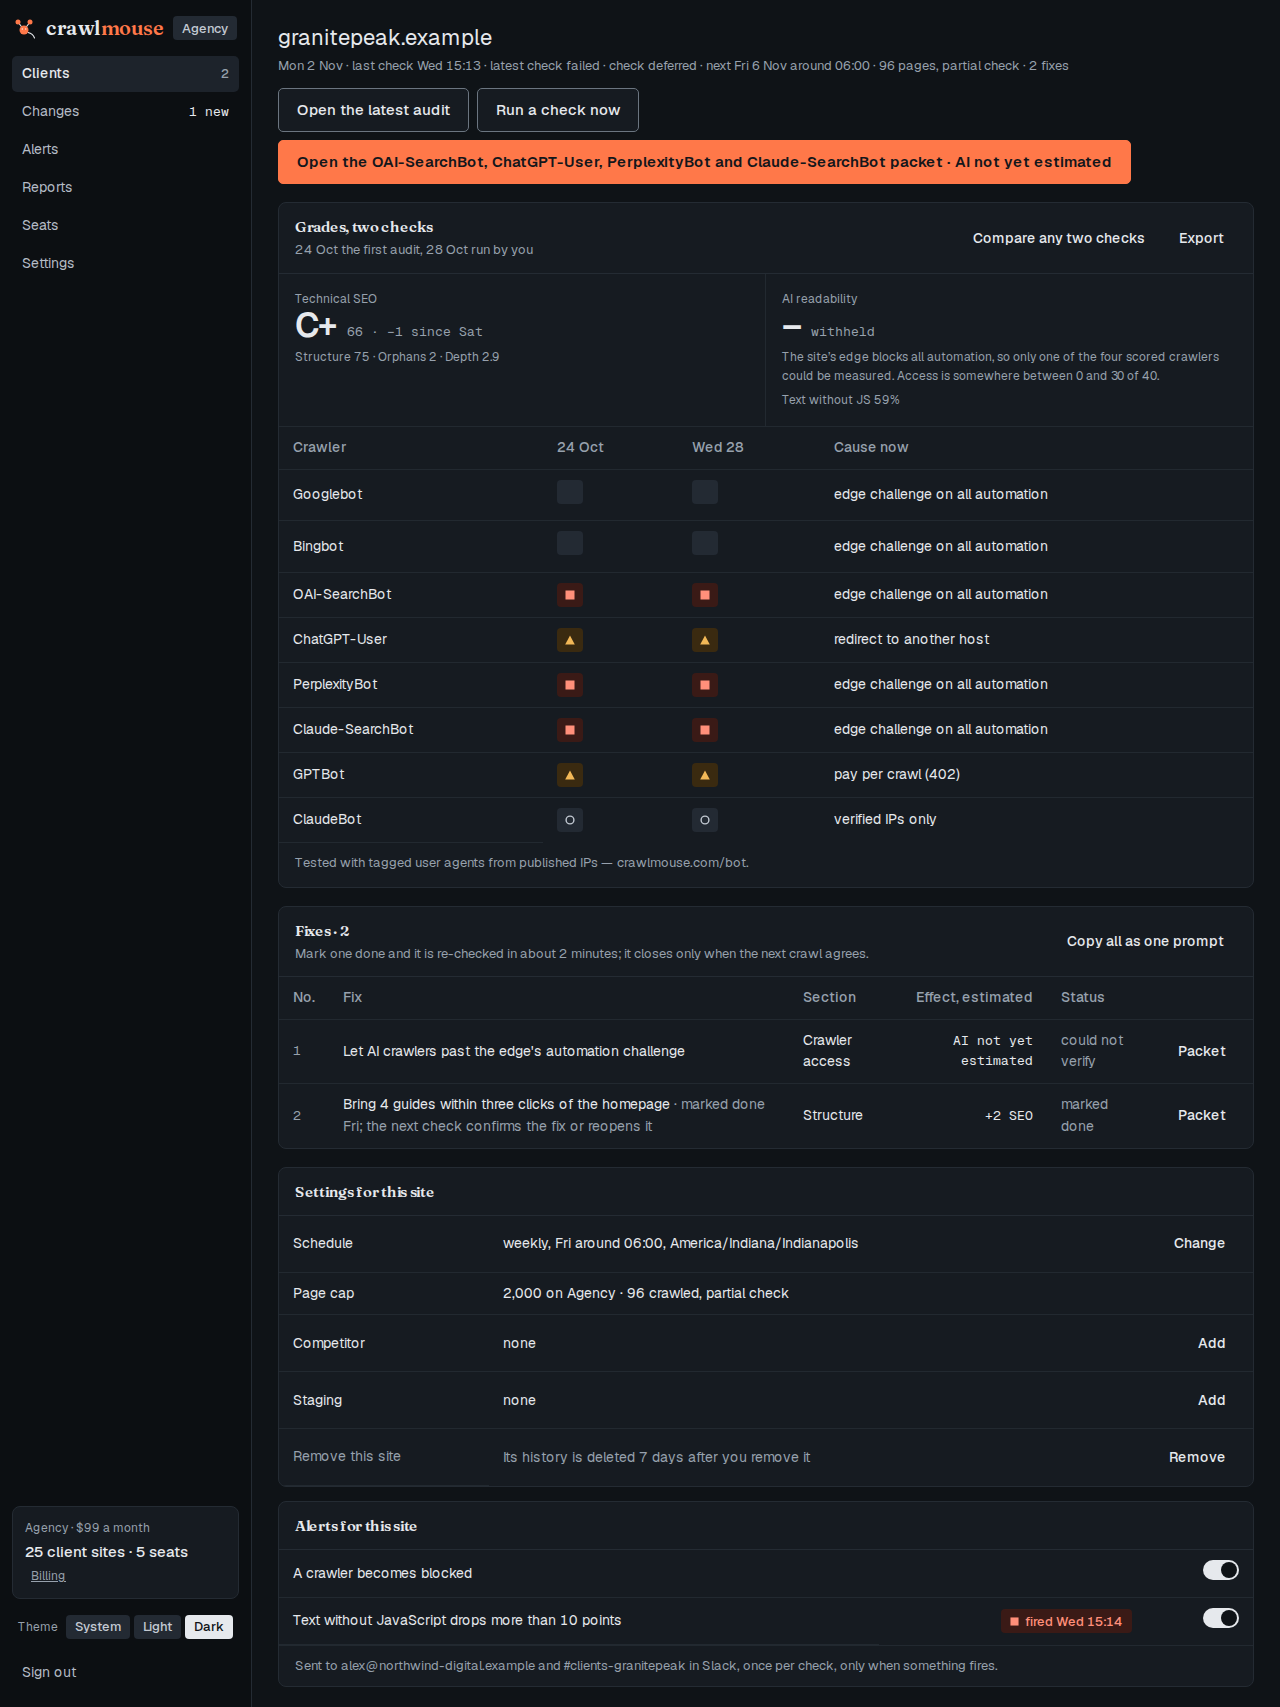 crawlmouse Agency
Clients 2
Changes 1 new
Alerts
Reports
Seats
Settings
Agency · $99 a month
25 client sites · 5 seats
Billing
Theme System Light Dark
Sign out
granitepeak.example
Mon 2 Nov · last check Wed 15:13 · latest check failed · check deferred · next Fri 6 Nov around 06:00 · 96 pages, partial check · 2 fixes
Open the latest audit Run a check now
Open the OAI-SearchBot, ChatGPT-User, PerplexityBot and Claude-SearchBot packet · AI not yet estimated
Grades, two checks
24 Oct the first audit, 28 Oct run by you
Compare any two checks Export
Technical SEO
C+ 66 · −1 since Sat
Structure 75 · Orphans 2 · Depth 2.9
AI readability
– withheld
The site's edge blocks all automation, so only one of the four scored crawlers
could be measured. Access is somewhere between 0 and 30 of 40.
Text without JS 59%
Crawler 24 Oct Wed 28 Cause now
Googlebot edge challenge on all automation
Bingbot edge challenge on all automation
OAI-SearchBot edge challenge on all automation
ChatGPT-User redirect to another host
PerplexityBot edge challenge on all automation
Claude-SearchBot edge challenge on all automation
GPTBot pay per crawl (402)
ClaudeBot verified IPs only
Tested with tagged user agents from published IPs — crawlmouse.com/bot.
Fixes · 2
Mark one done and it is re-checked in about 2 minutes; it closes only when the next crawl agrees.
Copy all as one prompt
No. Fix Section Effect, estimated Status
1 Let AI crawlers past the edge's automation challenge Crawler access AI not yet estimated could not verify Packet
2 Bring 4 guides within three clicks of the homepage · marked done Fri; the next check confirms the fix or reopens it Structure +2 SEO marked done Packet
Settings for this site
Schedule weekly, Fri around 06:00, America/Indiana/Indianapolis Change
Page cap 2,000 on Agency · 96 crawled, partial check
Competitor none Add
Staging none Add
Remove this site Its history is deleted 7 days after you remove it Remove
Alerts for this site
A crawler becomes blocked
Text without JavaScript drops more than 10 points fired Wed 15:14
Sent to alex@northwind-digital.example and #clients-granitepeak in Slack, once per check, only when something fires.